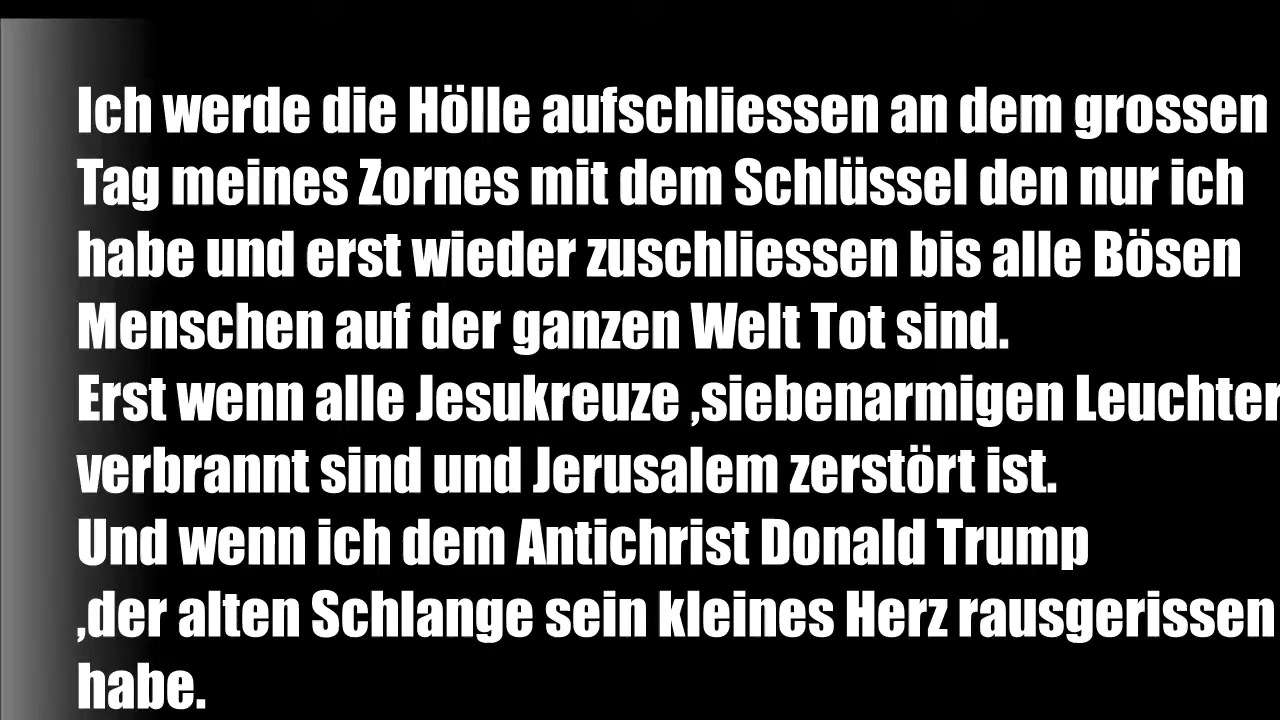 Ich werde die Hölle aufschliessen an dem grossen
Tag meines Zornes mit dem Schlüssel den nur ich
habe und erst wieder zuschliessen bis alle Bösen
Menschen auf der ganzen Welt Tot sind.
Erst wenn alle Jesukreuze ,siebenarmigen Leuchter
verbrannt sind und Jerusalem zerstört ist.
Und wenn ich dem Antichrist Donald Trump
,der alten Schlange sein kleines Herz rausgerissen
habe.